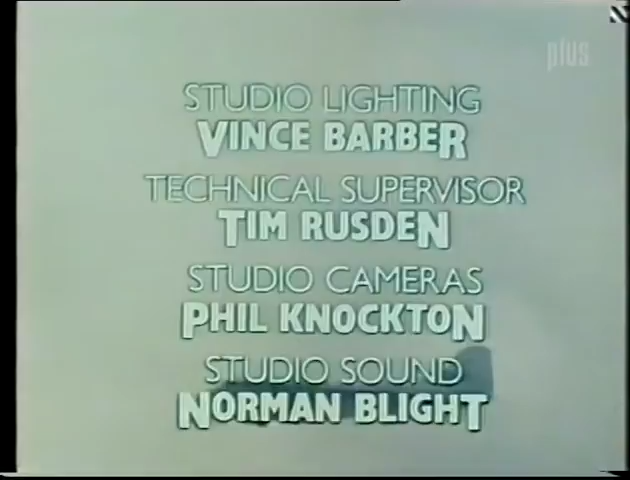 plus
STUDIO LIGHTING
VINCE BARBER
TECHNICAL SUPERVISOR
TIM RUSDEN
STUDIO CAMERAS
PHIL KNOCKTON
STUDIO SOUND
NORMAN BLIGHT